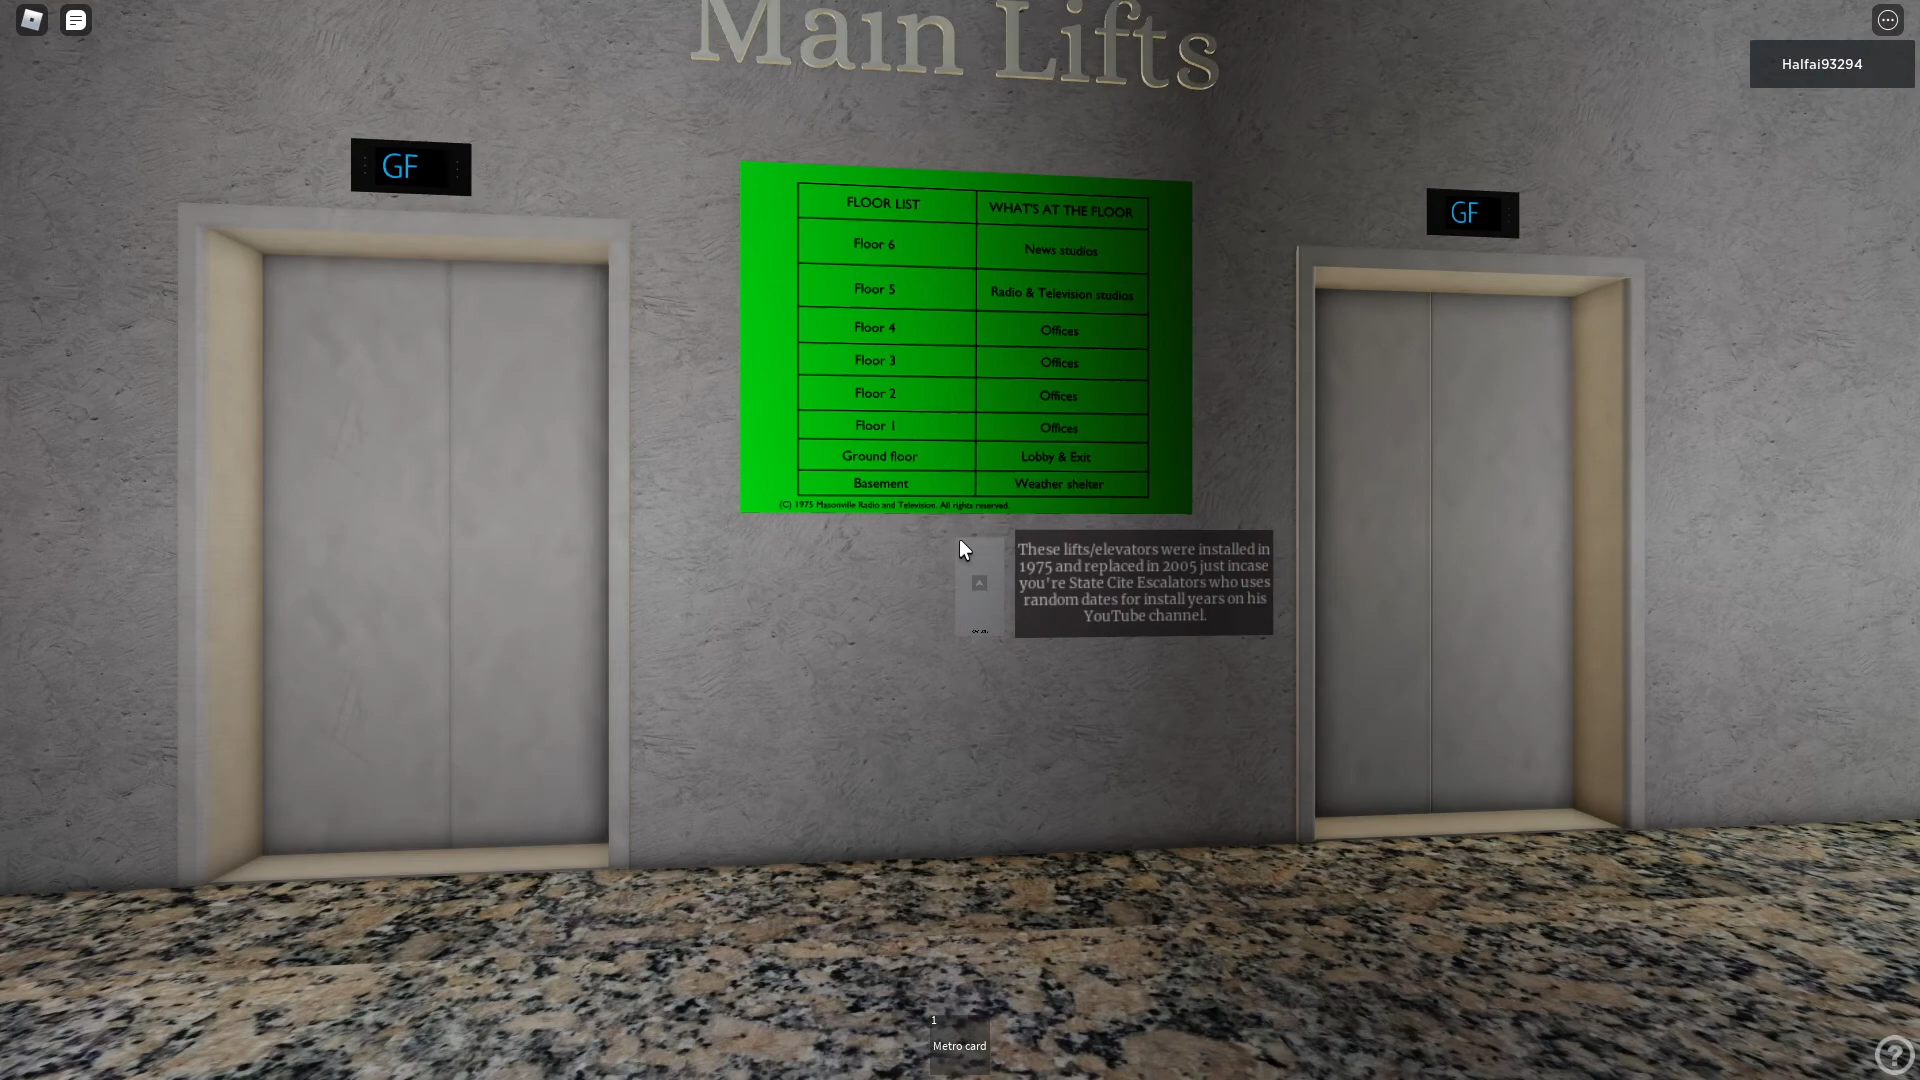 Main Lifts
Halfai93294
GF
GF
FLOOR LIST WHAT'S AT THE FLOOR
Floor 6 News studios
Floor 5 Radio & Television studios
Floor 4 Offices
Floor 3 Offices
Floor 2 Offices
Floor 1 Offices
Ground floor Lobby & Exit
Basement Weather shelter
(C) 1975 Masonville Radio and Television. All rights reserved.
These lifts/elevators were installed in
1975 and replaced in 2005 just incase
you're State Cite Escalators who uses
random dates for install years on his
YouTube channel.
1
Metro card
?